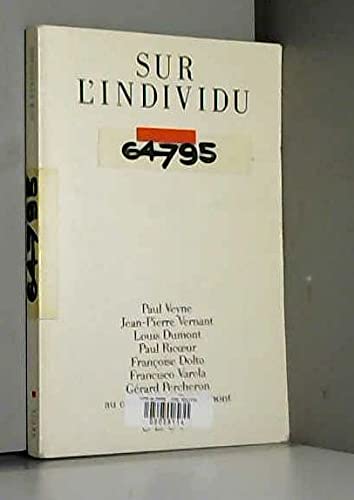 SUR
L'INDIVIDU
64795
64795
Paul Veyne
Jean-Pierre Vernant
Louis Dumont
Paul Ricœur
Françoise Dolto
Francisco Varela
Gérard Percheron
au